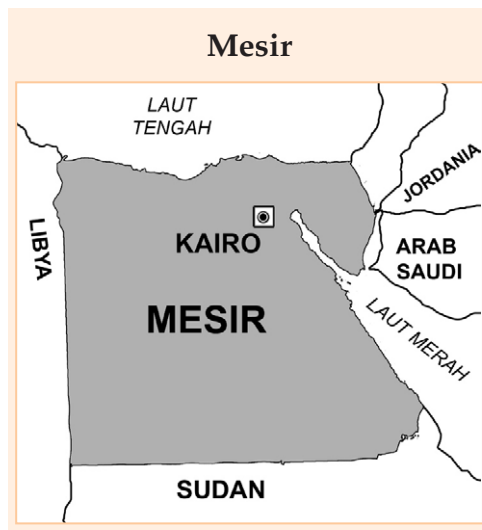 Mesir
LAUT
TENGAH
JORDANIA
LIBYA
KAIRO
ARAB
SAUDI
MESIR
LAUT MERAH
SUDAN